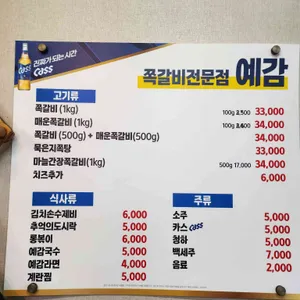 진짜가 되는 시간
Cass
쪽갈비전문점 예감
고기류
쪽갈비 (1kg) 33,000
매운쪽갈비 (1kg) 34,000
쪽갈비 (500g) + 매운쪽갈비(500g) 34,000
묵은지쪽탕 33,000
마늘간장쪽갈비(1kg) 500g 17,000 34,000
치즈추가 6,000
식사류
김치손수제비 6,000
추억의도시락 5,000
롱봉이 6,000
예감국수 5,000
예감라면 4,000
계란찜 5,000
주류
소주 5,000
카스 Cass 5,000
청하 5,000
백세주 7,000
음료 2,000